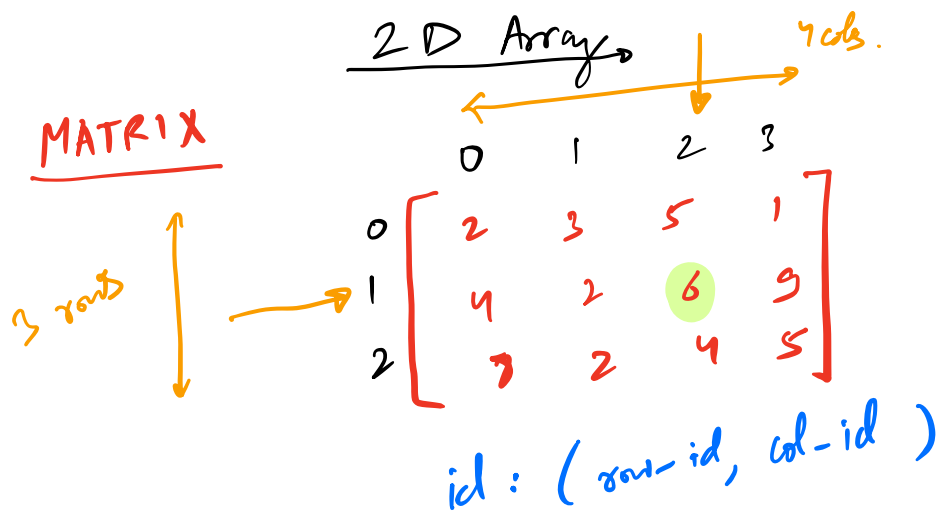 2D Array
4 cols.
MATRIX
0 1 2 3
0 2 3 5 1
1 4 2 6 9
3 rows
2 2 4 5
id : ( row-id, col-id )